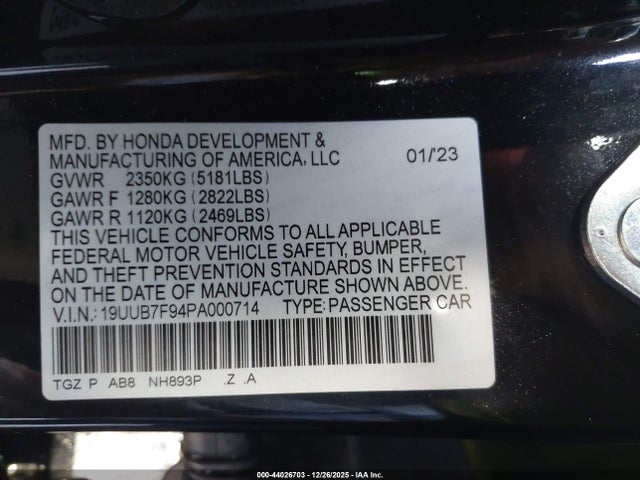 MFD. BY HONDA DEVELOPMENT &
MANUFACTURING OF AMERICA, LLC 01/'23
GVWR 2350KG (5181LBS)
GAWR F 1280KG (2822LBS)
GAWR R 1120KG (2469LBS)
THIS VEHICLE CONFORMS TO ALL APPLICABLE
FEDERAL MOTOR VEHICLE SAFETY, BUMPER,
AND THEFT PREVENTION STANDARDS IN EFFECT
ON THE DATE OF MANUFACTURE SHOWN ABOVE.
V.I.N.: 19UUB7F94PA000714 TYPE: PASSENGER CAR
TGZ P AB8 NH893P .Z .A
000-44026703 - 12/26/2025 - IAA Inc.